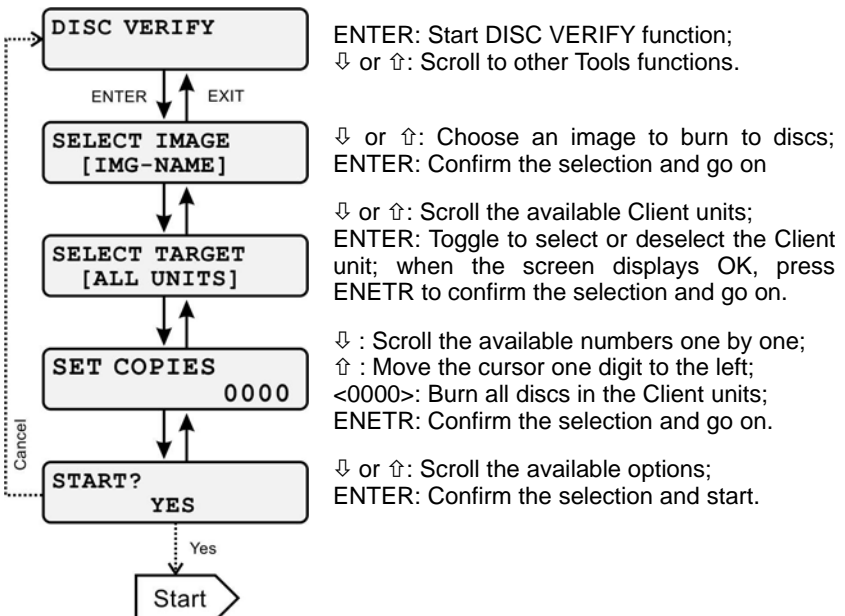 DISC VERIFY
ENTER: Start DISC VERIFY function;
⇩ or ⇧: Scroll to other Tools functions.
ENTER
EXIT
SELECT IMAGE
[IMG-NAME]
⇩ or ⇧: Choose an image to burn to discs;
ENTER: Confirm the selection and go on
SELECT TARGET
[ALL UNITS]
⇩ or ⇧: Scroll the available Client units;
ENTER: Toggle to select or deselect the Client
unit; when the screen displays OK, press
ENETR to confirm the selection and go on.
SET COPIES
0000
⇩ : Scroll the available numbers one by one;
⇧ : Move the cursor one digit to the left;
<0000>: Burn all discs in the Client units;
ENETR: Confirm the selection and go on.
Cancel
START?
YES
⇩ or ⇧: Scroll the available options;
ENTER: Confirm the selection and start.
Yes
Start